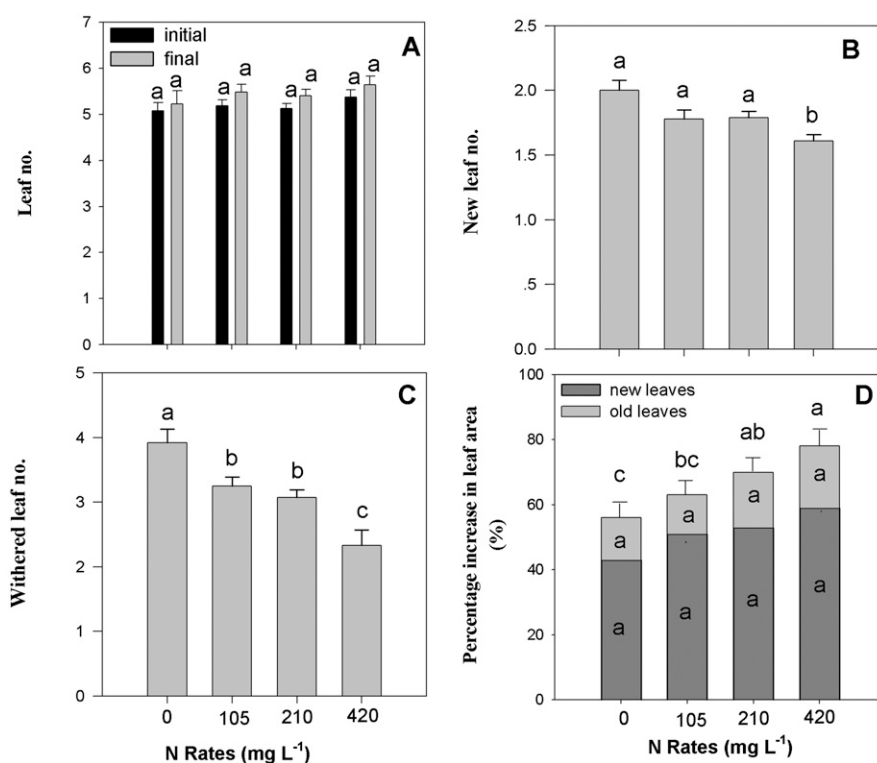 7
6
5
4
3
2
1
0
initial
final
A
a a a a a a a a
Leaf no.
2.5
2.0
1.5
1.0
.5
0.0
B
a a a b
New leaf no.
5
4
3
2
1
0
C
a b b c
Withered leaf no.
0 105 210 420
N Rates (mg L⁻¹)
100
80
60
40
20
0
new leaves
old leaves
D
c bc ab a
a a a a
a a a a
Percentage increase in leaf area
(%)
0 105 210 420
N Rates (mg L⁻¹)